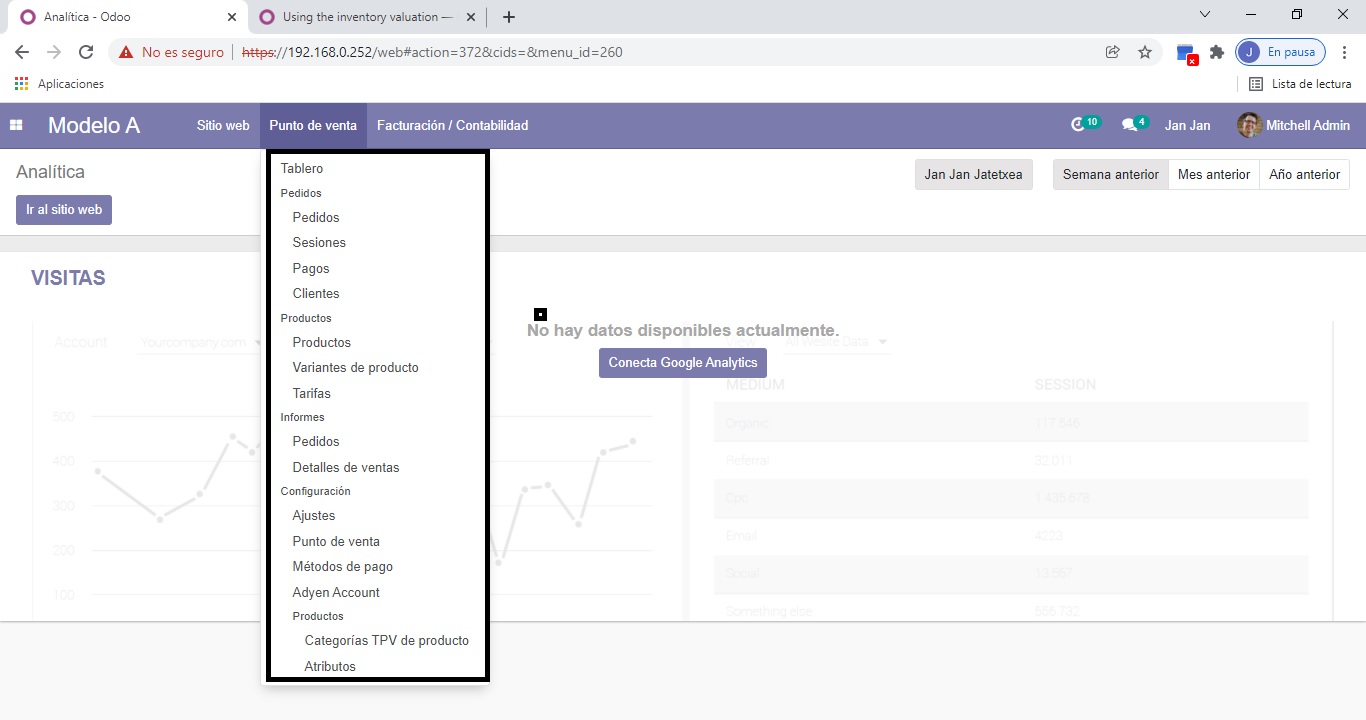 Analítica - Odoo
Using the inventory valuation —
No es seguro
https://192.168.0.252/web#action=372&cids=&menu_id=260
J En pausa
Aplicaciones
Lista de lectura
Modelo A
Sitio web
Punto de venta
Facturación / Contabilidad
10
4
Jan Jan
Mitchell Admin
Analítica
Ir al sitio web
Jan Jan Jatetxea
Semana anterior
Mes anterior
Año anterior
Tablero
Pedidos
Pedidos
Sesiones
Pagos
Clientes
Productos
Productos
Variantes de producto
Tarifas
Informes
Pedidos
Detalles de ventas
Configuración
Ajustes
Punto de venta
Métodos de pago
Adyen Account
Productos
Categorías TPV de producto
Atributos
VISITAS
No hay datos disponibles actualmente.
Conecta Google Analytics
Account
Yourcompany.com
500
400
300
200
100
View
All Wesite Data
MEDIUM SESSION
Organic 117 546
Referral 32 011
Cpc 1 435 678
Email 4223
Social 13 567
Something else 556 732